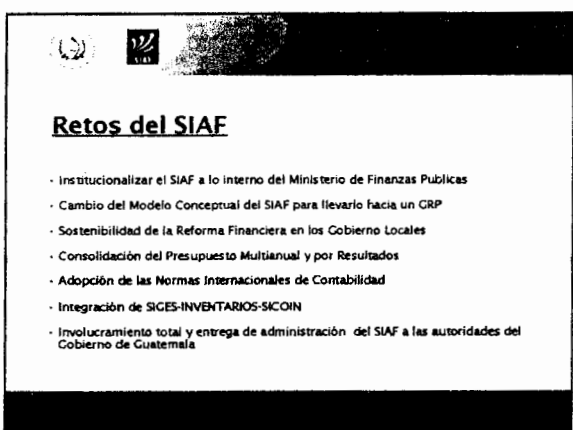 SIAF
Retos del SIAF
· Institucionalizar el SIAF a lo interno del Ministerio de Finanzas Publicas
· Cambio del Modelo Conceptual del SIAF para llevarlo hacia un GRP
· Sostenibilidad de la Reforma Financiera en los Gobierno Locales
· Consolidación del Presupuesto Multianual y por Resultados
· Adopción de las Normas Internacionales de Contabilidad
· Integración de SIGES-INVENTARIOS-SICOIN
· Involucramiento total y entrega de administración del SIAF a las autoridades del
Gobierno de Guatemala